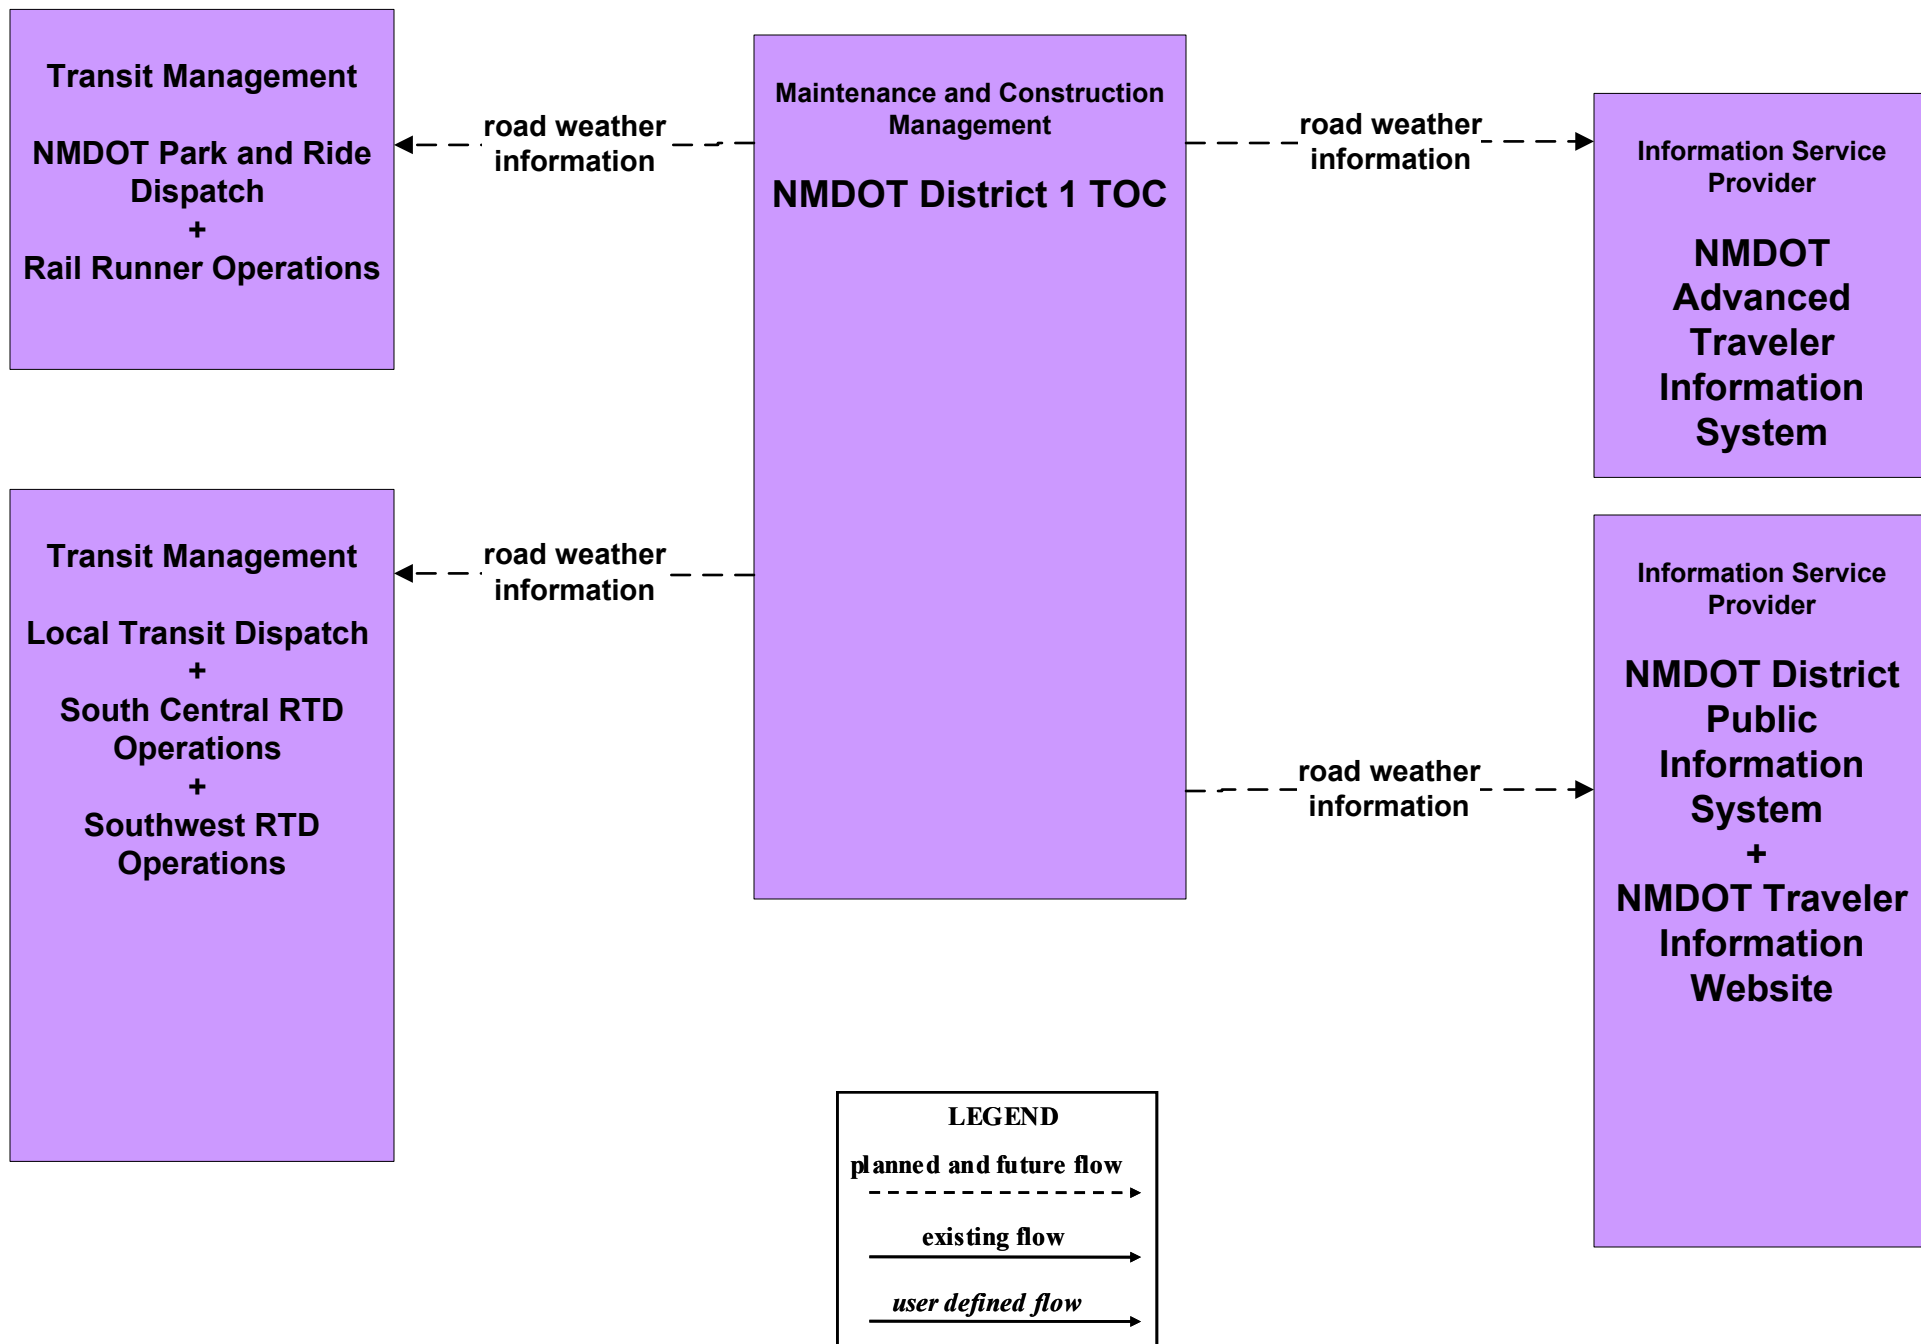 Transit Management
NMDOT Park and Ride
Dispatch
+
Rail Runner Operations
road weather
information
Maintenance and Construction
Management
NMDOT District 1 TOC
road weather
information
Information Service
Provider
NMDOT
Advanced
Traveler
Information
System
Transit Management
Local Transit Dispatch
+
South Central RTD
Operations
+
Southwest RTD
Operations
road weather
information
road weather
information
Information Service
Provider
NMDOT District
Public
Information
System
+
NMDOT Traveler
Information
Website
LEGEND
planned and future flow
existing flow
user defined flow